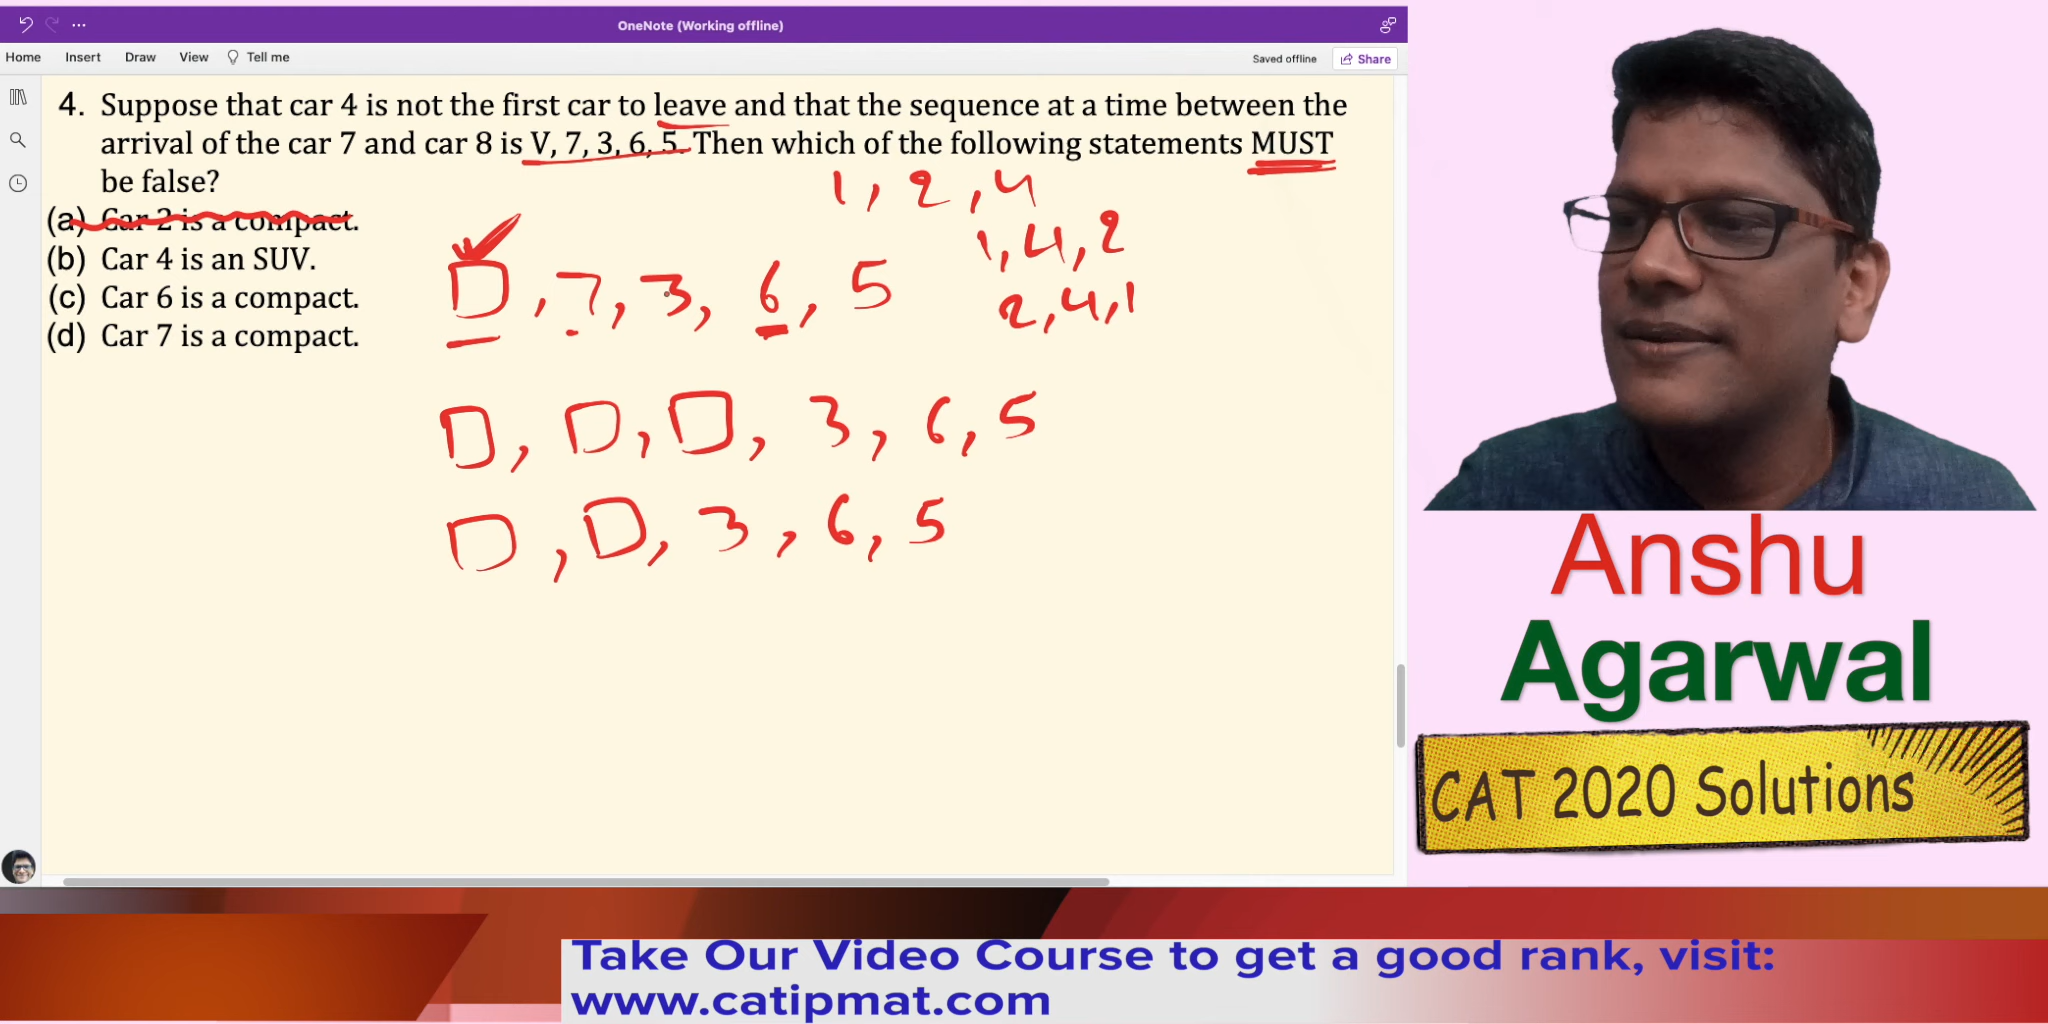 OneNote (Working offline)
Home Insert Draw View Tell me
Saved offline Share
4. Suppose that car 4 is not the first car to leave and that the sequence at a time between the
arrival of the car 7 and car 8 is V, 7, 3, 6, 5. Then which of the following statements MUST
be false?
1, 2, 4
(a) Car 2 is a compact.
1, 4, 2
(b) Car 4 is an SUV.
(c) Car 6 is a compact.
, 7, 3, 6, 5
2, 4, 1
(d) Car 7 is a compact.
, , , 3, 6, 5
, , 3, 6, 5
Anshu
Agarwal
CAT 2020 Solutions
Take Our Video Course to get a good rank, visit:
www.catipmat.com